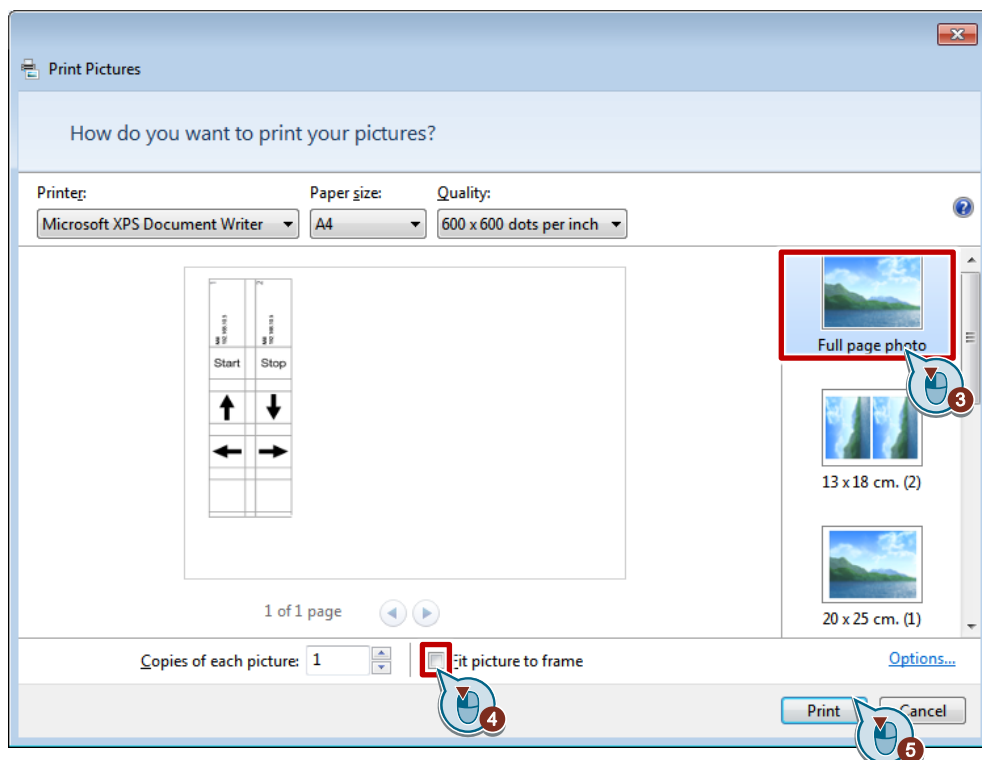 Print Pictures
How do you want to print your pictures?
Printer: Paper size: Quality:
Microsoft XPS Document Writer A4 600 x 600 dots per inch
1 2
Start Stop
Full page photo
3
13 x 18 cm. (2)
20 x 25 cm. (1)
1 of 1 page
Copies of each picture: 1 Fit picture to frame Options...
4
Print Cancel
5